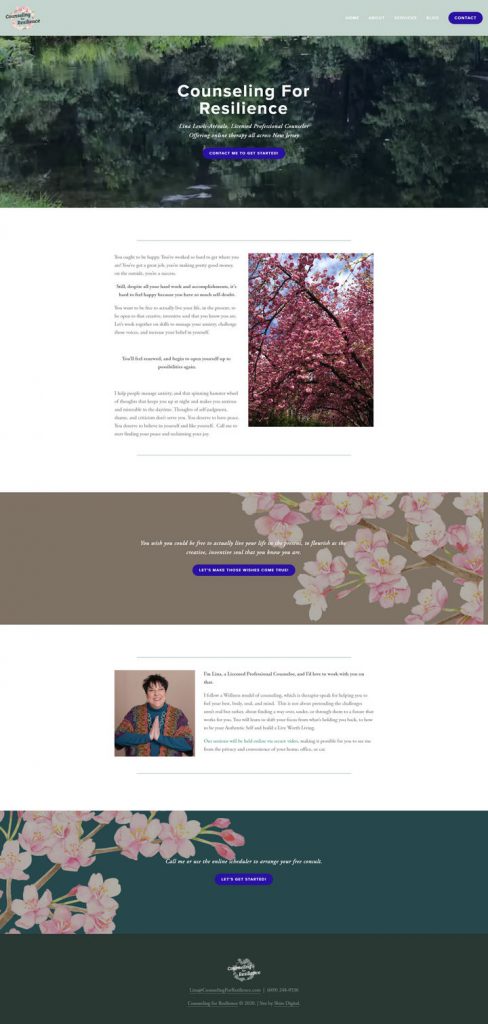 Counseling
for
Resilience
HOME
ABOUT
SERVICES
BLOG
CONTACT
Counseling For
Resilience
Licensed Professional Counselor
Offering online therapy all across New Jersey
CONTACT ME TO GET STARTED!
You ought to be happy. You've worked so hard to get where you
are! You've got a great job, you're making pretty good money,
on the outside, you're a success.
Still, despite all your hard work and accomplishments, it's
hard to feel happy because you have so much self-doubt.
You want to be free to actually live your life, in the present, to
be open to that creative, inventive soul that you know you are.
Let's work together on skills to manage your anxiety, challenge
those voices, and increase your belief in yourself.
You'll feel renewed, and begin to open yourself up to
possibilities again.
I help people manage anxiety; and that spinning hamster wheel
of thoughts that keeps you up at night and makes you anxious
and miserable in the daytime. Thoughts of self-judgment,
shame, and criticism don't serve you. You deserve to have peace.
You deserve to believe in yourself and like yourself. Call me to
start finding your peace and reclaiming your joy.
You wish you could be free to actually live your life in the present, to flourish as the
creative, inventive soul that you know you are.
LET'S MAKE THOSE WISHES COME TRUE!
I'm Lina, a Licensed Professional Counselor, and I'd love to work with you on
that.
I follow a Wellness model of counseling, which is therapist-speak for helping you to
feel your best, body, soul, and mind. This is not about pretending the challenges
aren't real but rather, about finding a way over, under, or through them to a future that
works for you. You will learn to shift your focus from what's holding you back, to how
to be your Authentic Self and build a Live Worth Living.
Our sessions will be held online via secure video, making it possible for you to see me
from the privacy and convenience of your home, office, or car.
Call me or use the online scheduler to arrange your free consult.
LET'S GET STARTED!
Counseling
for
Resilience
Lina@CounselingForResilience.com |
Counseling for Resilience © 2020. | Site by Digital.